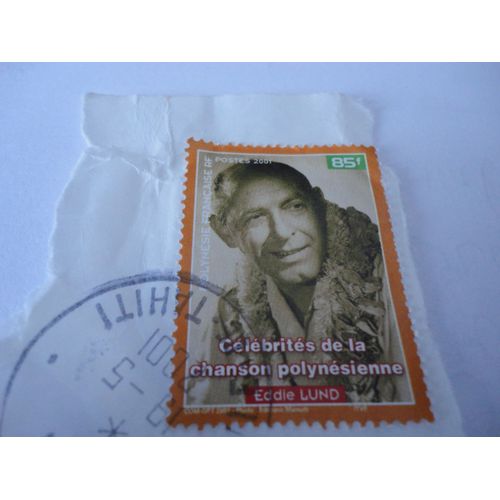 POSTES 2001
85F
POLYNÉSIE FRANÇAISE RF
Célébrités de la
chanson polynésienne
Eddie LUND
TAHITI